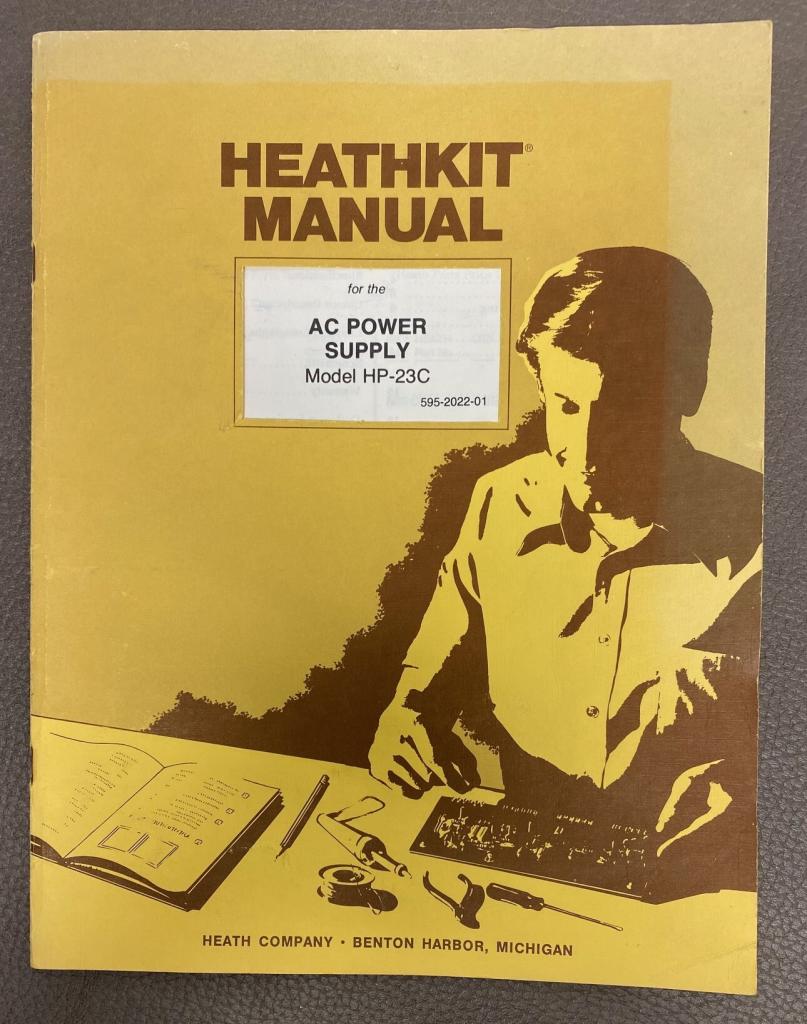 HEATHKIT®
MANUAL
for the
AC POWER
SUPPLY
Model HP-23C
595-2022-01
HEATH COMPANY • BENTON HARBOR, MICHIGAN